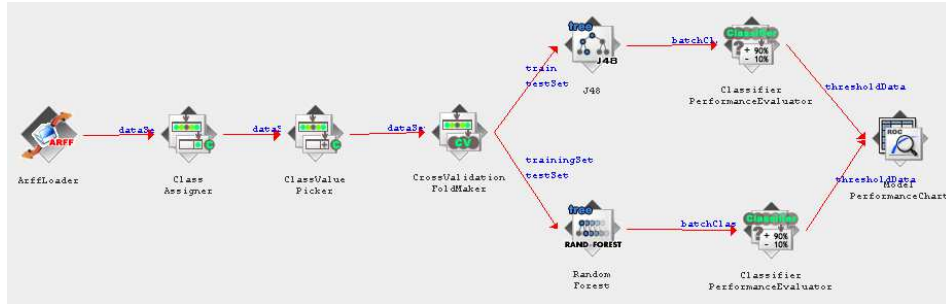 tree
J48
train
testSet
J48
batchCl
Classifier
? + 90%
- 10%
Classifier
PerformanceEvaluator
thresholdData
ARFF
ArffLoader
dataSe
Class
Assigner
dataS
ClassValue
Picker
dataSe
CV
CrossValidation
FoldMaker
trainingSet
testSet
tree
RAND-FOREST
Random
Forest
batchClas
Classifier
? + 90%
- 10%
Classifier
PerformanceEvaluator
thresholdData
ROC
Model
PerformanceChart